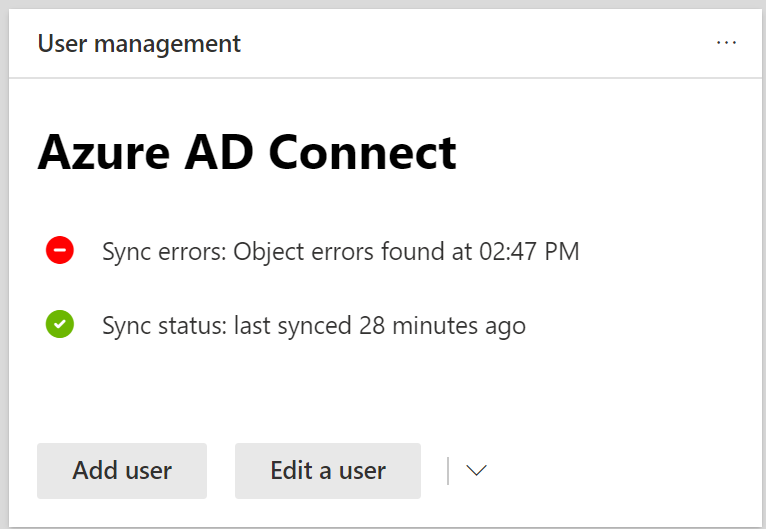 User management
Azure AD Connect
Sync errors: Object errors found at 02:47 PM
Sync status: last synced 28 minutes ago
Add user Edit a user